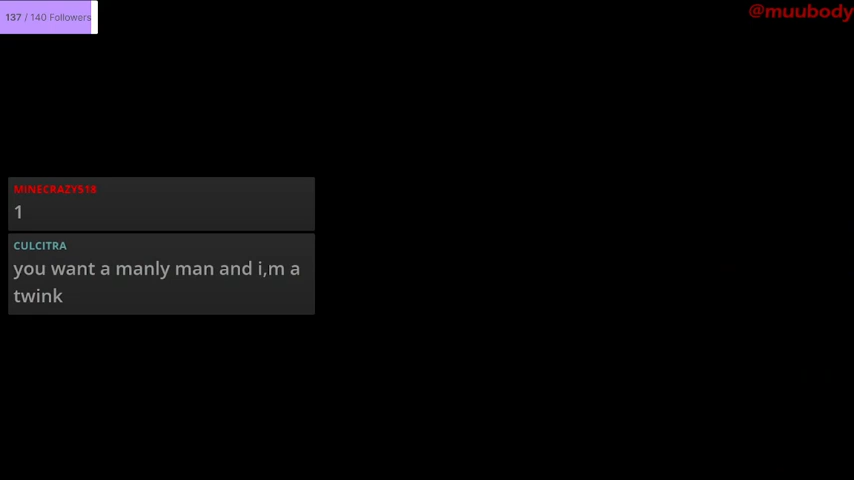 137 / 140 Followers
@muubody
MINECRAZY518
1
CULCITRA
you want a manly man and i,m a
twink